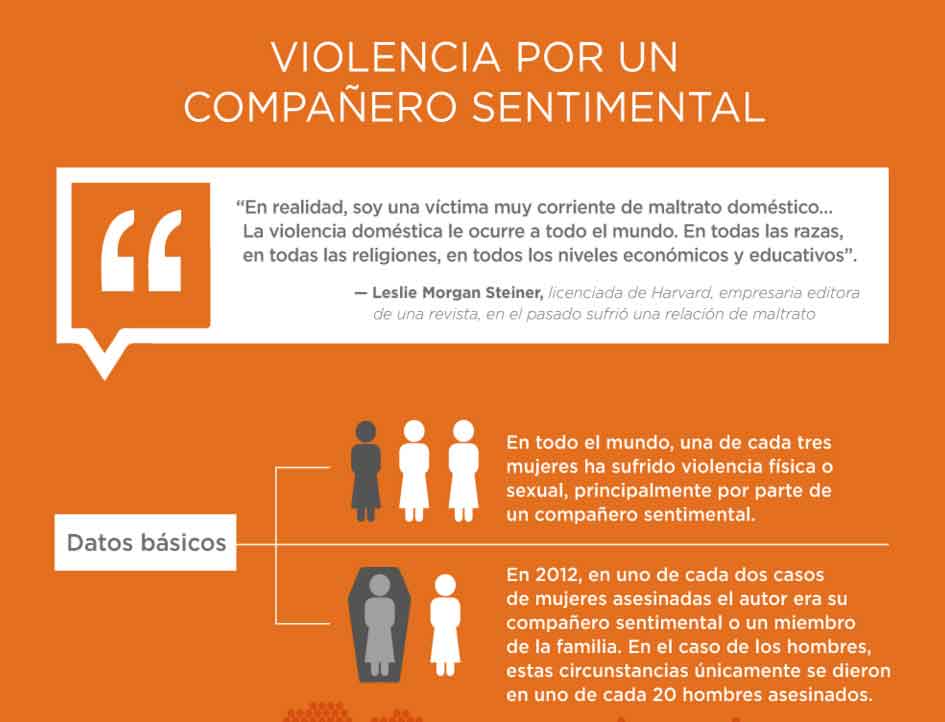 VIOLENCIA POR UN
COMPAÑERO SENTIMENTAL
“En realidad, soy una víctima muy corriente de maltrato doméstico...
La violencia doméstica le ocurre a todo el mundo. En todas las razas,
en todas las religiones, en todos los niveles económicos y educativos”.
— Leslie Morgan Steiner, licenciada de Harvard, empresaria editora
de una revista, en el pasado sufrió una relación de maltrato
Datos básicos
En todo el mundo, una de cada tres
mujeres ha sufrido violencia física o
sexual, principalmente por parte de
un compañero sentimental.
En 2012, en uno de cada dos casos
de mujeres asesinadas el autor era su
compañero sentimental o un miembro
de la familia. En el caso de los hombres,
estas circunstancias únicamente se dieron
en uno de cada 20 hombres asesinados.